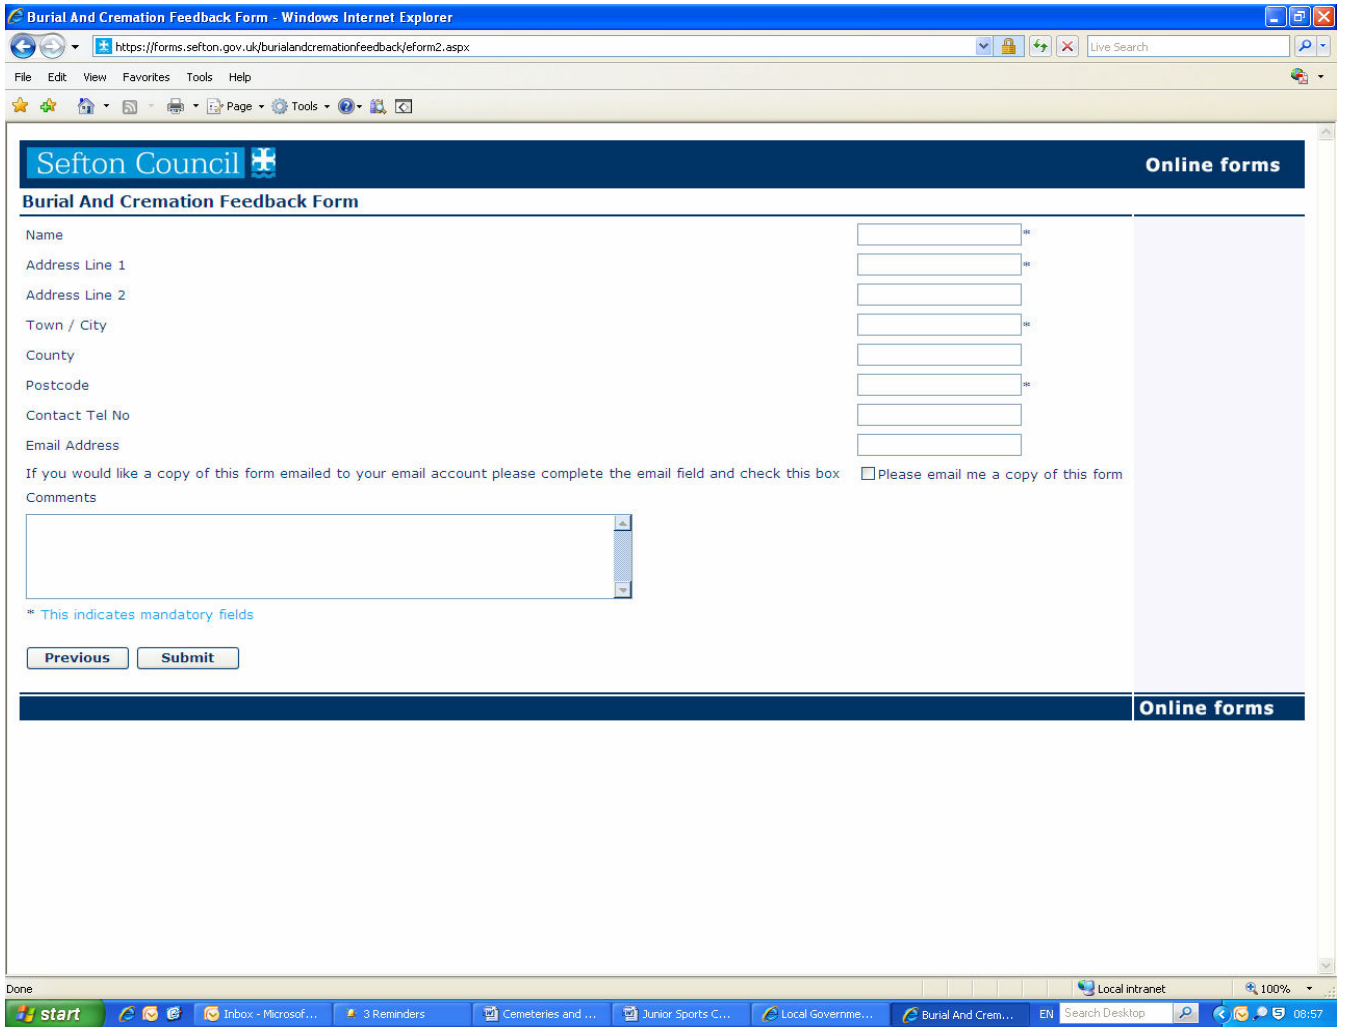 Burial And Cremation Feedback Form - Windows Internet Explorer
https://forms.sefton.gov.uk/burialandcremationfeedback/eform2.aspx
Live Search
File Edit View Favorites Tools Help
Page Tools
Sefton Council
Online forms
Burial And Cremation Feedback Form
Name *
Address Line 1 *
Address Line 2
Town / City *
County
Postcode *
Contact Tel No
Email Address
If you would like a copy of this form emailed to your email account please complete the email field and check this box Please email me a copy of this form
Comments
* This indicates mandatory fields
Previous Submit
Online forms
Done Local intranet 100%
start Inbox - Microsof... 3 Reminders Cemeteries and ... Junior Sports C... Local Governme... Burial And Crem... EN Search Desktop 08:57